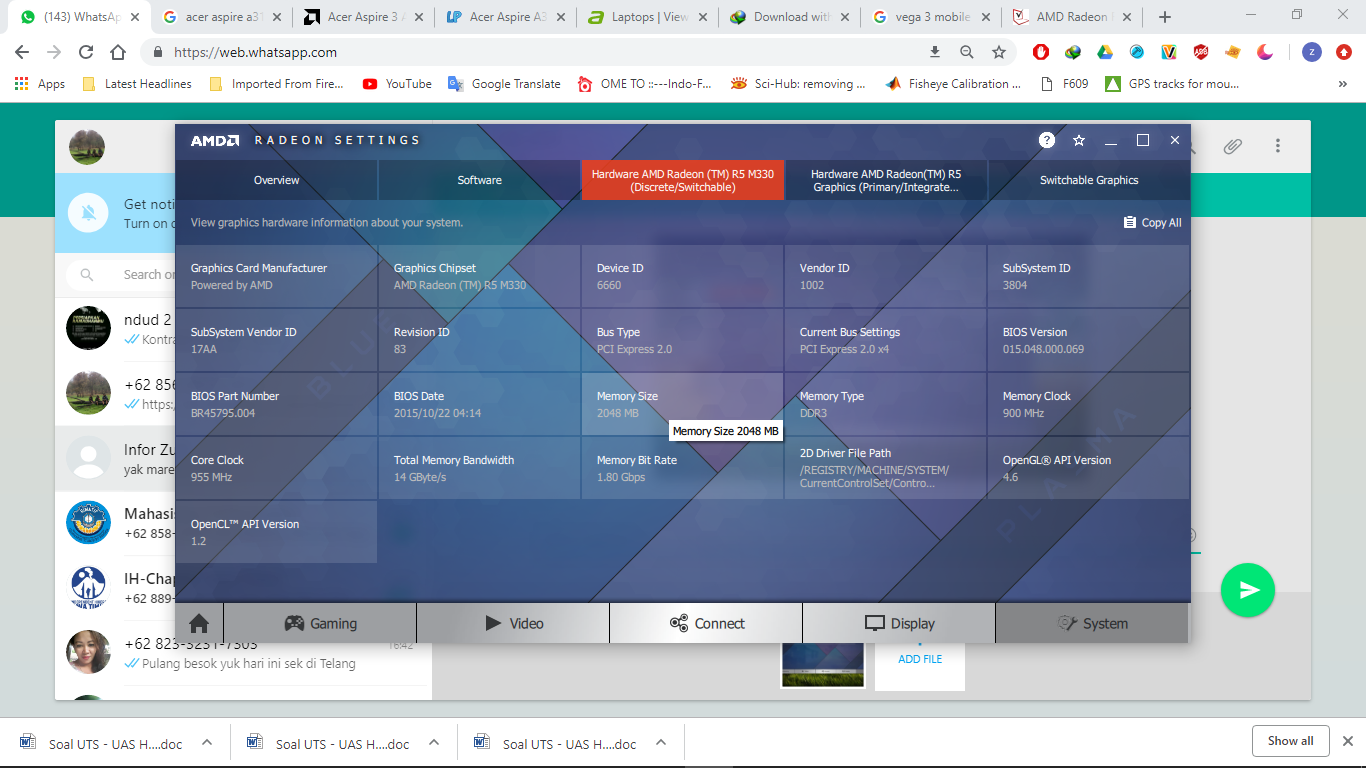 (143) WhatsAp
acer aspire a31
Acer Aspire 3 A
Acer Aspire A3
Laptops | View
Download with
vega 3 mobile
AMD Radeon
https://web.whatsapp.com
Apps
Latest Headlines
Imported From Fire...
YouTube
Google Translate
OME TO ::---Indo-F...
Sci-Hub: removing ...
Fisheye Calibration ...
F609
GPS tracks for mou...
AMD RADEON SETTINGS
Overview
Software
Hardware AMD Radeon (TM) R5 M330
(Discrete/Switchable)
Hardware AMD Radeon(TM) R5
Graphics (Primary/Integrate...
Switchable Graphics
View graphics hardware information about your system.
Copy All
Graphics Card Manufacturer
Powered by AMD
Graphics Chipset
AMD Radeon (TM) R5 M330
Device ID
6660
Vendor ID
1002
SubSystem ID
3804
SubSystem Vendor ID
17AA
Revision ID
83
Bus Type
PCI Express 2.0
Current Bus Settings
PCI Express 2.0 x4
BIOS Version
015.048.000.069
BIOS Part Number
BR45795.004
BIOS Date
2015/10/22 04:14
Memory Size
2048 MB
Memory Type
DDR3
Memory Clock
900 MHz
Memory Size 2048 MB
Core Clock
955 MHz
Total Memory Bandwidth
14 GByte/s
Memory Bit Rate
1.80 Gbps
2D Driver File Path
/REGISTRY/MACHINE/SYSTEM/
CurrentControlSet/Contro...
OpenGL® API Version
4.6
OpenCL™ API Version
1.2
Gaming
Video
Connect
Display
System
Get noti
Turn on d
Search or
ndud 2
Kontra
+62 856
https:/
Infor Zu
yak mare
Mahasis
+62 858-
IH-Chap
+62 889-
+62 823-3231-7303
16:42
Pulang besok yuk hari ini sek di Telang
ADD FILE
Soal UTS - UAS H....doc
Soal UTS - UAS H....doc
Soal UTS - UAS H....doc
Show all